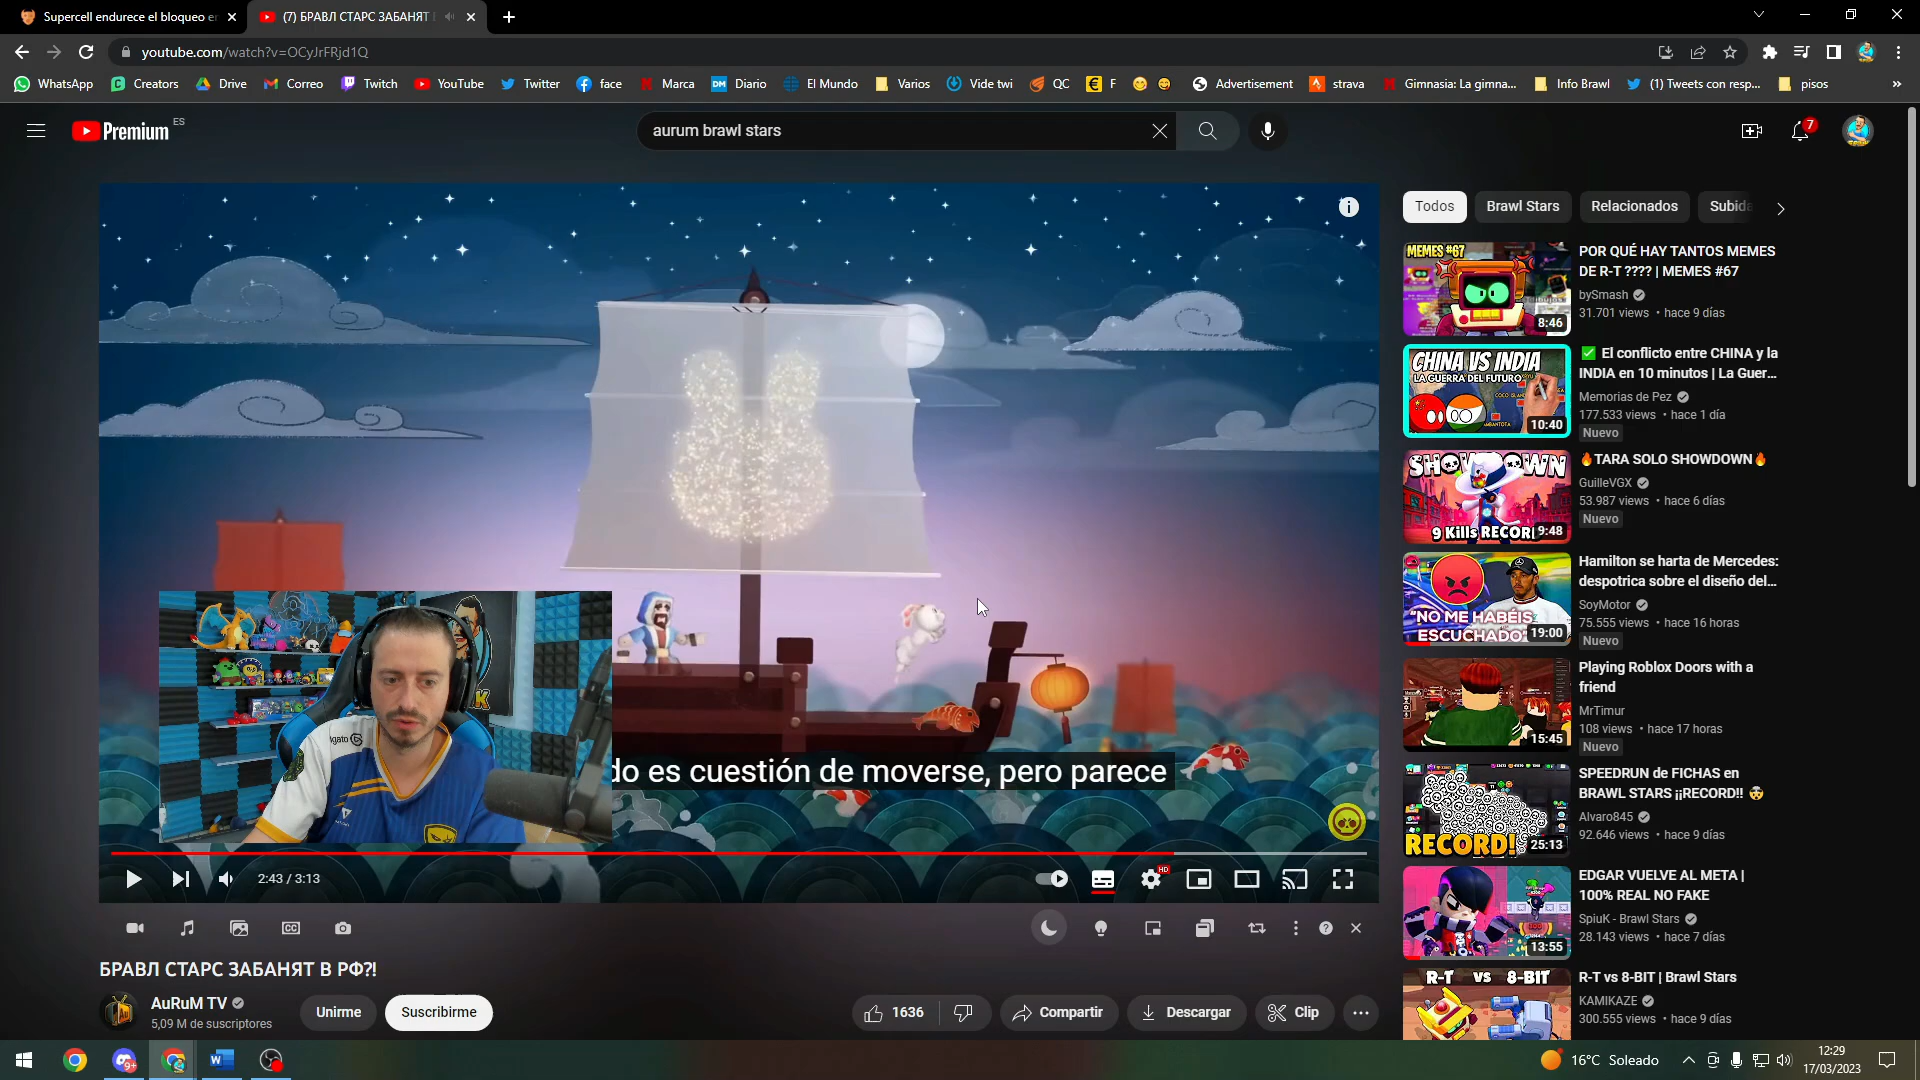 Supercell endurece el bloqueo en
(7) БРАВЛ СТАРС ЗАБАНЯТ
youtube.com/watch?v=OCyJrFRjd1Q
WhatsApp
Creators
Drive
Correo
Twitch
YouTube
Twitter
face
Marca
DM
Diario
El Mundo
Varios
Vide twi
QC
F
Advertisement
strava
Gimnasia: La gimna...
Info Brawl
(1) Tweets con resp...
pisos
»
Premium
ES
aurum brawl stars
7
Todos
Brawl Stars
Relacionados
Subida
MEMES #67
8:46
POR QUÉ HAY TANTOS MEMES
DE R-T ???? | MEMES #67
bySmash
31.701 views • hace 9 días
CHINA VS INDIA
LA GUERRA DEL FUTURO
10:40
El conflicto entre CHINA y la
INDIA en 10 minutos | La Guer...
Memorias de Pez
177.533 views • hace 1 día
Nuevo
SHOWDOWN
9 Kills RECORD
9:48
🔥TARA SOLO SHOWDOWN🔥
GuilleVGX
53.987 views • hace 6 días
Nuevo
"NO ME HABÉIS
ESCUCHADO"
19:00
Hamilton se harta de Mercedes:
despotrica sobre el diseño del...
SoyMotor
75.555 views • hace 16 horas
Nuevo
15:45
Playing Roblox Doors with a
friend
MrTimur
108 views • hace 17 horas
Nuevo
RECORD!
25:13
SPEEDRUN de FICHAS en
BRAWL STARS ¡¡RECORD!! 🤯
Alvaro845
92.646 views • hace 9 días
13:55
EDGAR VUELVE AL META |
100% REAL NO FAKE
SpiuK - Brawl Stars
28.143 views • hace 7 días
R-T VS 8-BIT
R-T vs 8-BIT | Brawl Stars
KAMIKAZE
300.555 views • hace 9 días
do es cuestión de moverse, pero parece
2:43 / 3:13
HD
CC
БРАВЛ СТАРС ЗАБАНЯТ В РФ?!
AuRuM TV
5,09 M de suscriptores
Unirme
Suscribirme
1636
Compartir
Descargar
Clip
9+
16°C Soleado
12:29
17/03/2023